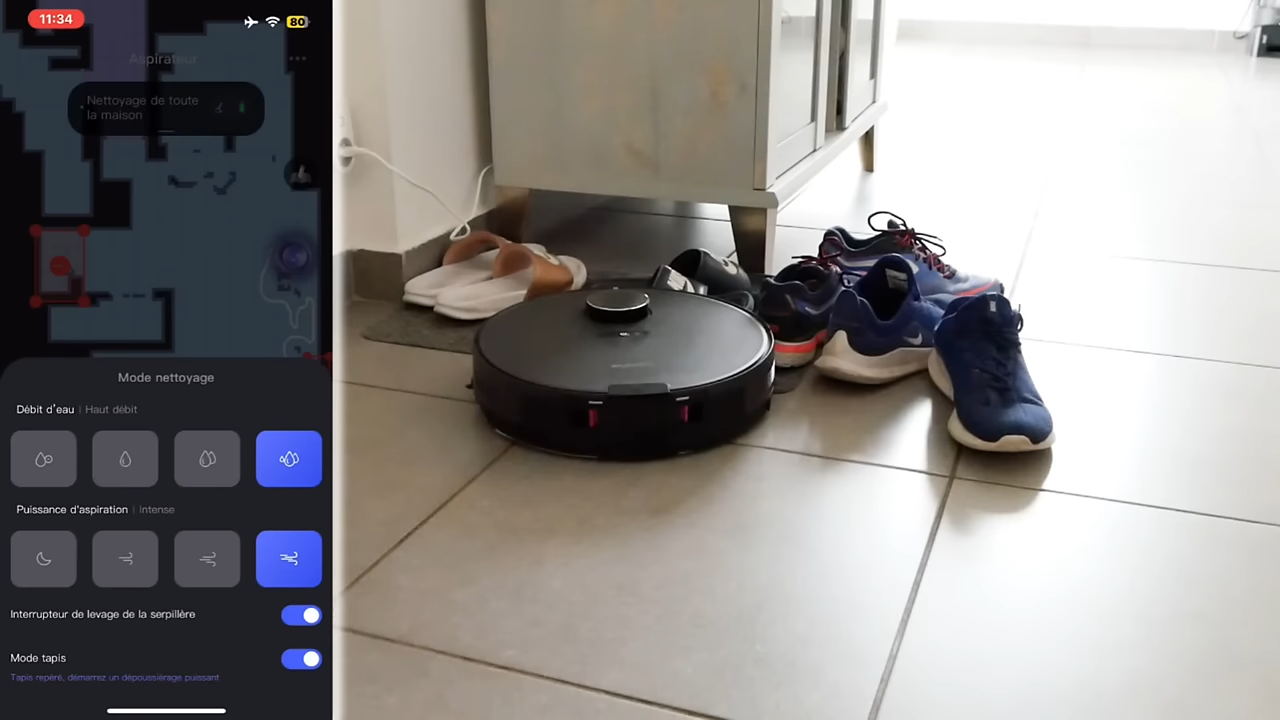 11:34
80
Aspirateur
Nettoyage de toute
la maison
Mode nettoyage
Débit d'eau | Haut débit
Puissance d'aspiration | Intense
Interrupteur de levage de la serpillère
Mode tapis
Tapis repéré, démarrez un dépoussiérage puissant